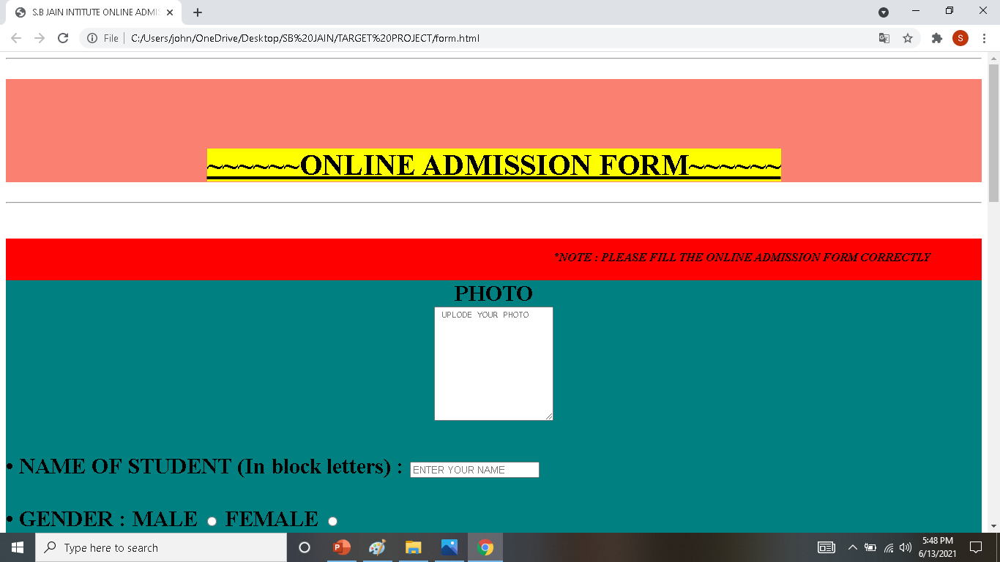 S.B JAIN INTITUTE ONLINE ADMIS
File C:/Users/john/OneDrive/Desktop/SB%20JAIN/TARGET%20PROJECT/form.html
S
~~~~~~ONLINE ADMISSION FORM~~~~~~
*NOTE : PLEASE FILL THE ONLINE ADMISSION FORM CORRECTLY
PHOTO
UPLODE YOUR PHOTO
• NAME OF STUDENT (In block letters) : ENTER YOUR NAME
• GENDER : MALE FEMALE
Type here to search
5:48 PM
6/13/2021